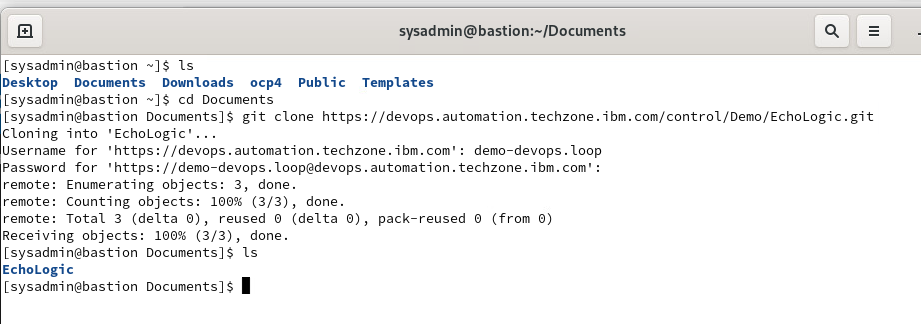 sysadmin@bastion:~/Documents
[sysadmin@bastion ~]$ ls
Desktop  Documents  Downloads  ocp4  Public  Templates
[sysadmin@bastion ~]$ cd Documents
[sysadmin@bastion Documents]$ git clone https://devops.automation.techzone.ibm.com/control/Demo/EchoLogic.git
Cloning into 'EchoLogic'...
Username for 'https://devops.automation.techzone.ibm.com': demo-devops.loop
Password for 'https://demo-devops.loop@devops.automation.techzone.ibm.com':
remote: Enumerating objects: 3, done.
remote: Counting objects: 100% (3/3), done.
remote: Total 3 (delta 0), reused 0 (delta 0), pack-reused 0 (from 0)
Receiving objects: 100% (3/3), done.
[sysadmin@bastion Documents]$ ls
EchoLogic
[sysadmin@bastion Documents]$